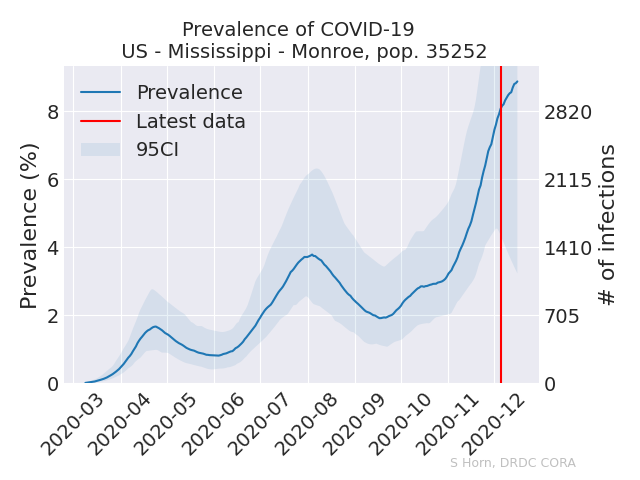 Prevalence of COVID-19
US - Mississippi - Monroe, pop. 35252
Prevalence
Latest data
95CI
Prevalence (%)
8
6
4
2
0
2820
2115
1410
705
0
# of infections
2020-03
2020-04
2020-05
2020-06
2020-07
2020-08
2020-09
2020-10
2020-11
2020-12
S Horn, DRDC CORA